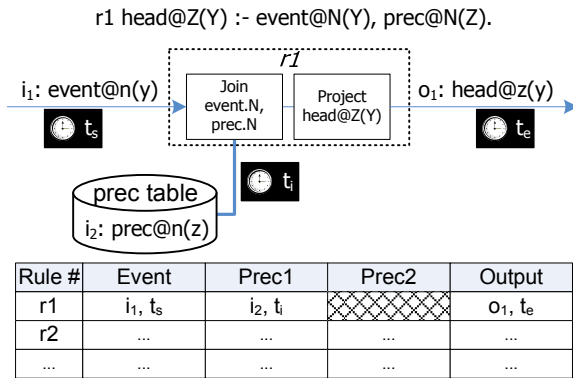 r1 head@Z(Y) :- event@N(Y), prec@N(Z).
r1
i1: event@n(y)
Join
event.N,
prec.N
Project
head@Z(Y)
o1: head@z(y)
ts
te
ti
prec table
i2: prec@n(z)
Rule # Event Prec1 Prec2 Output
r1 i1, ts i2, ti o1, te
r2 ... ... ... ...
... ... ... ... ...